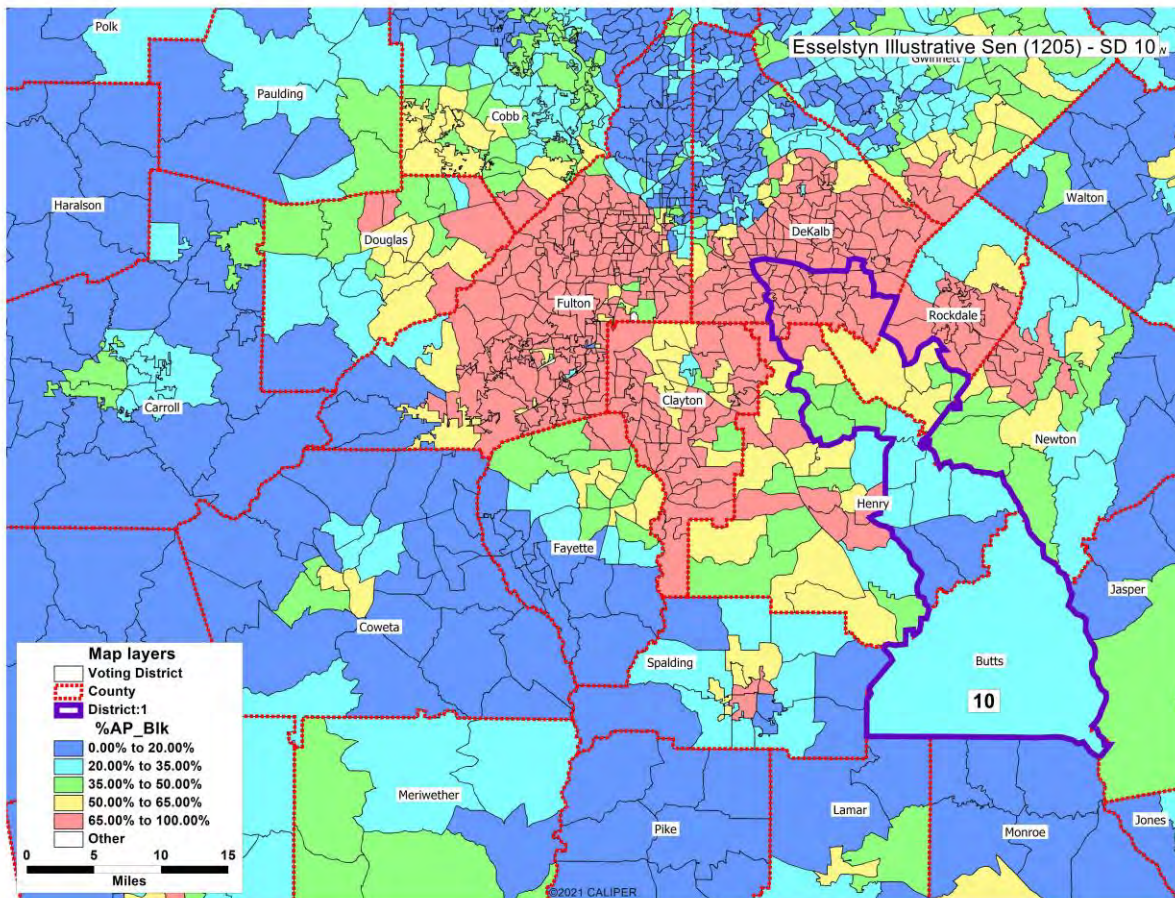 Esselstyn Illustrative Sen (1205) - SD 10
N
Polk
Gwinnett
Paulding
Cobb
Walton
Haralson
DeKalb
Douglas
Fulton
Rockdale
Carroll
Clayton
Newton
Henry
Fayette
Jasper
Coweta
Spalding
Butts
10
Meriwether
Lamar
Pike
Monroe
Jones
Map layers
Voting District
County
District:1
%AP_Blk
0.00% to 20.00%
20.00% to 35.00%
35.00% to 50.00%
50.00% to 65.00%
65.00% to 100.00%
Other
0 5 10 15
Miles
©2021 CALIPER